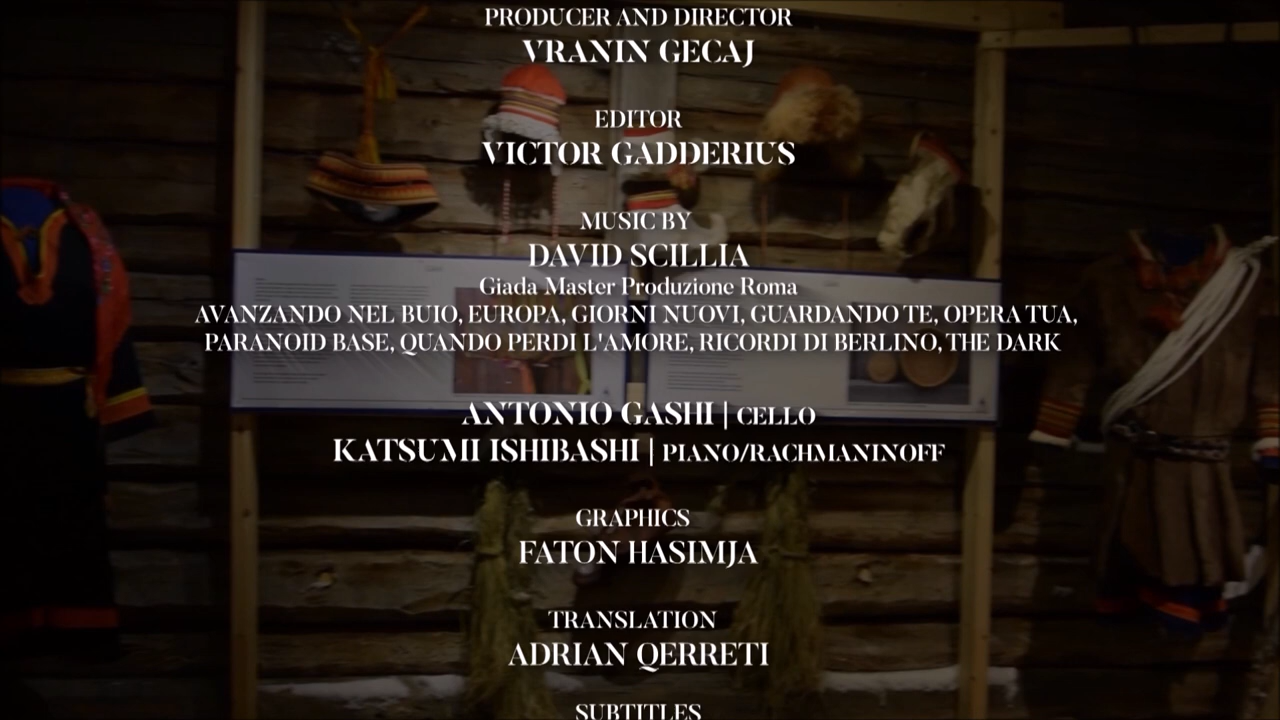 PRODUCER AND DIRECTOR
VRANIN GECAJ
EDITOR
VICTOR GADDERIUS
MUSIC BY
DAVID SCILLIA
Giada Master Produzione Roma
AVANZANDO NEL BUIO, EUROPA, GIORNI NUOVI, GUARDANDO TE, OPERA TUA,
PARANOID BASE, QUANDO PERDI L'AMORE, RICORDI DI BERLINO, THE DARK
ANTONIO GASHI | CELLO
KATSUMI ISHIBASHI | PIANO/RACHMANINOFF
GRAPHICS
FATON HASIMJA
TRANSLATION
ADRIAN QERRETI
SUBTITLES